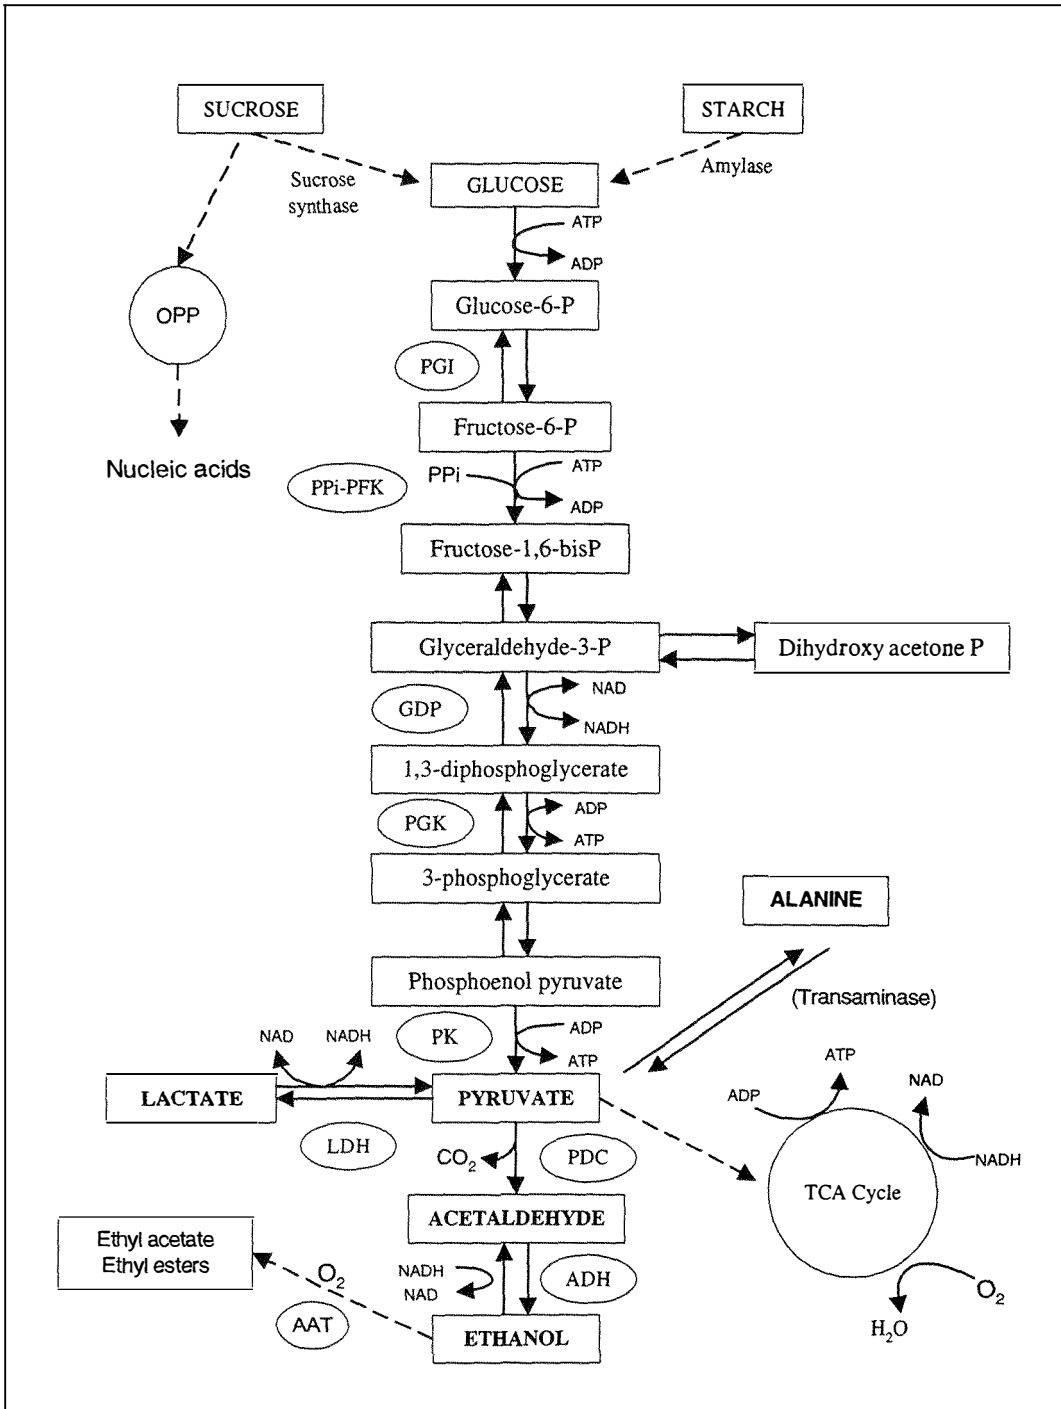 SUCROSE
STARCH
Sucrose
synthase
GLUCOSE
Amylase
ATP
ADP
OPP
Glucose-6-P
PGI
Fructose-6-P
Nucleic acids
PPi-PFK
PPi
ATP
ADP
Fructose-1,6-bisP
Glyceraldehyde-3-P
Dihydroxy acetone P
GDP
NAD
NADH
1,3-diphosphoglycerate
PGK
ADP
ATP
3-phosphoglycerate
ALANINE
Phosphoenol pyruvate
(Transaminase)
PK
ADP
ATP
NAD
NADH
LACTATE
PYRUVATE
LDH
CO₂
PDC
ATP
ADP
NAD
NADH
TCA Cycle
O₂
H₂O
ACETALDEHYDE
Ethyl acetate
Ethyl esters
O₂
AAT
NADH
NAD
ADH
ETHANOL